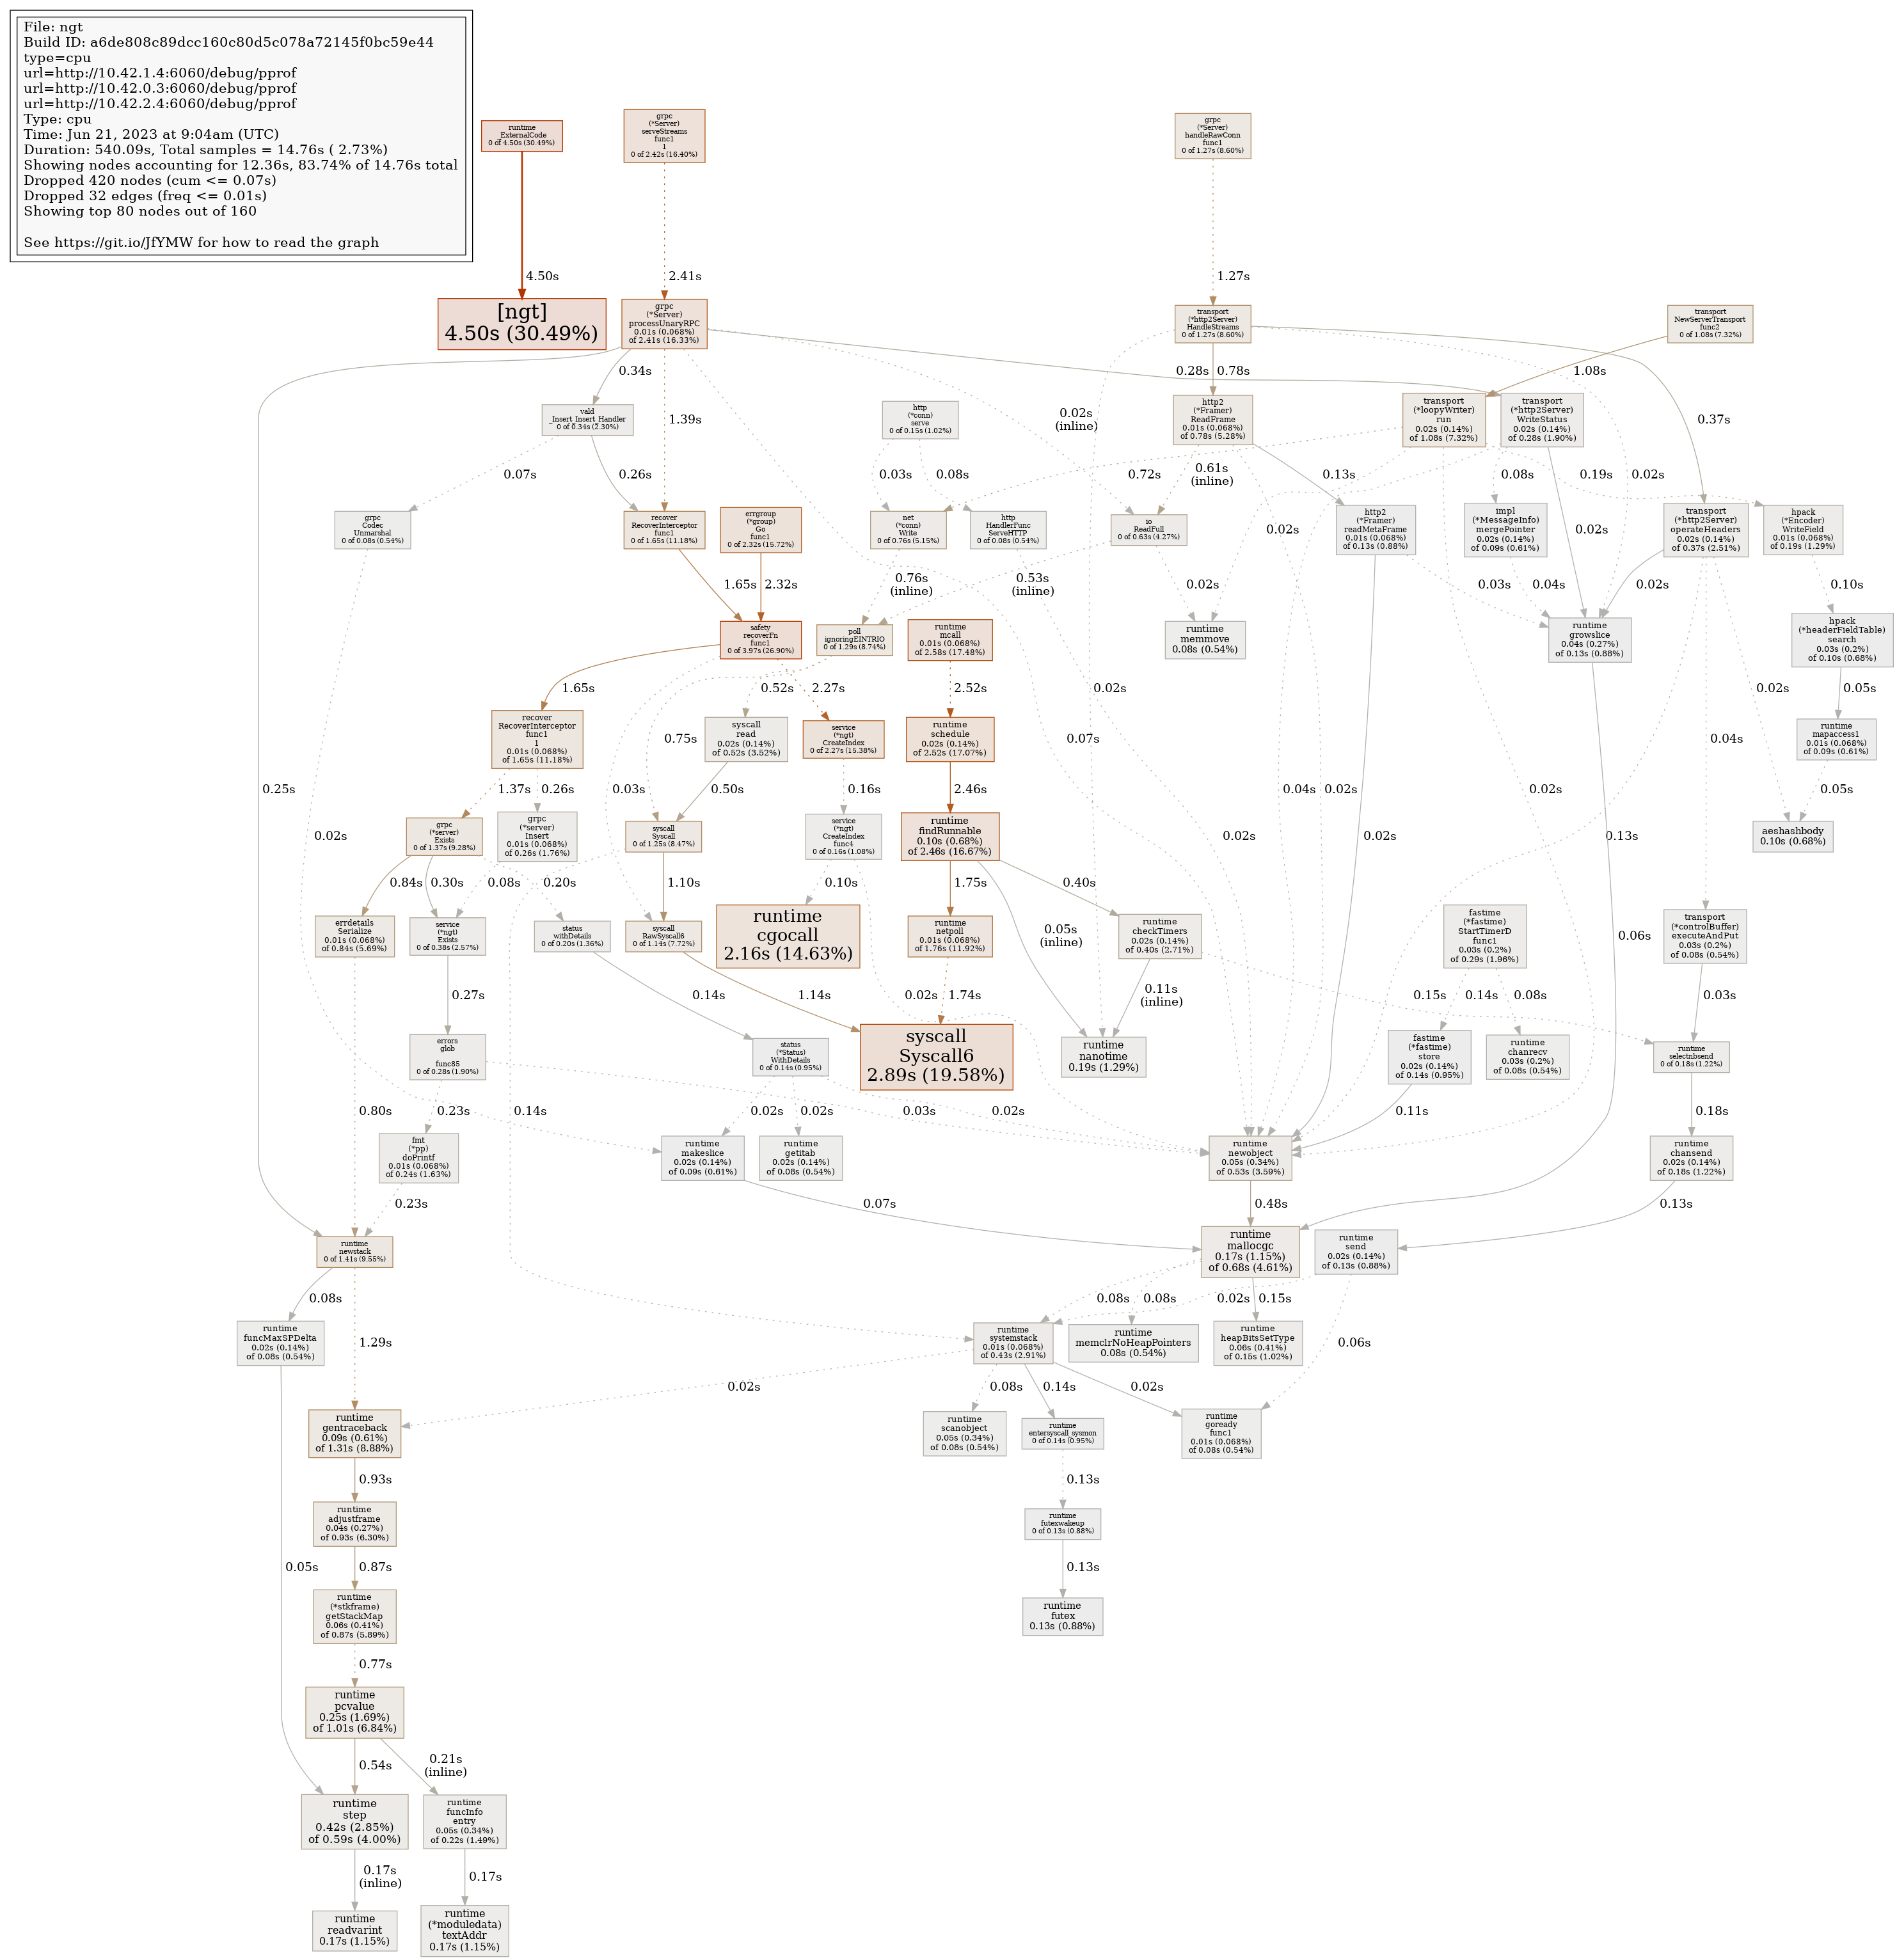 File: ngt
Build ID: a6de808c89dcc160c80d5c078a72145f0bc59e44
type=cpu
url=http://10.42.1.4:6060/debug/pprof
url=http://10.42.0.3:6060/debug/pprof
url=http://10.42.2.4:6060/debug/pprof
Type: cpu
Time: Jun 21, 2023 at 9:04am (UTC)
Duration: 540.09s, Total samples = 14.76s ( 2.73%)
Showing nodes accounting for 12.36s, 83.74% of 14.76s total
Dropped 420 nodes (cum <= 0.07s)
Dropped 32 edges (freq <= 0.01s)
Showing top 80 nodes out of 160
See https://git.io/JfYMW for how to read the graph
runtime
_ExternalCode
0 of 4.50s (30.49%)
grpc
(*Server)
serveStreams
func1
1
0 of 2.42s (16.40%)
grpc
(*Server)
handleRawConn
func1
0 of 1.27s (8.60%)
4.50s
2.41s
1.27s
[ngt]
4.50s (30.49%)
grpc
(*Server)
processUnaryRPC
0.01s (0.068%)
of 2.41s (16.33%)
transport
(*http2Server)
HandleStreams
0 of 1.27s (8.60%)
transport
NewServerTransport
func2
0 of 1.08s (7.32%)
0.34s
0.28s
0.78s
1.08s
vald
_Insert_Insert_Handler
0 of 0.34s (2.30%)
1.39s
http
(*conn)
serve
0 of 0.15s (1.02%)
0.02s
(inline)
http2
(*Framer)
ReadFrame
0.01s (0.068%)
of 0.78s (5.28%)
transport
(*loopyWriter)
run
0.02s (0.14%)
of 1.08s (7.32%)
transport
(*http2Server)
WriteStatus
0.02s (0.14%)
of 0.28s (1.90%)
0.37s
0.07s
0.26s
0.03s
0.08s
0.72s
0.61s
(inline)
0.13s
0.08s
0.19s
0.02s
grpc
Codec
Unmarshal
0 of 0.08s (0.54%)
recover
RecoverInterceptor
func1
0 of 1.65s (11.18%)
errgroup
(*group)
Go
func1
0 of 2.32s (15.72%)
net
(*conn)
Write
0 of 0.76s (5.15%)
http
HandlerFunc
ServeHTTP
0 of 0.08s (0.54%)
io
ReadFull
0 of 0.63s (4.27%)
0.02s
http2
(*Framer)
readMetaFrame
0.01s (0.068%)
of 0.13s (0.88%)
impl
(*MessageInfo)
mergePointer
0.02s (0.14%)
of 0.09s (0.61%)
0.02s
transport
(*http2Server)
operateHeaders
0.02s (0.14%)
of 0.37s (2.51%)
hpack
(*Encoder)
WriteField
0.01s (0.068%)
of 0.19s (1.29%)
1.65s
2.32s
0.76s
(inline)
0.53s
(inline)
0.02s
0.03s
0.04s
0.02s
0.10s
safety
recoverFn
func1
0 of 3.97s (26.90%)
poll
ignoringEINTRIO
0 of 1.29s (8.74%)
runtime
mcall
0.01s (0.068%)
of 2.58s (17.48%)
runtime
memmove
0.08s (0.54%)
runtime
growslice
0.04s (0.27%)
of 0.13s (0.88%)
hpack
(*headerFieldTable)
search
0.03s (0.2%)
of 0.10s (0.68%)
1.65s
2.27s
0.52s
2.52s
0.02s
0.02s
0.05s
recover
RecoverInterceptor
func1
1
0.01s (0.068%)
of 1.65s (11.18%)
service
(*ngt)
CreateIndex
0 of 2.27s (15.38%)
0.75s
syscall
read
0.02s (0.14%)
of 0.52s (3.52%)
runtime
schedule
0.02s (0.14%)
of 2.52s (17.07%)
0.07s
0.04s
runtime
mapaccess1
0.01s (0.068%)
of 0.09s (0.61%)
0.25s
1.37s
0.26s
0.03s
0.16s
0.50s
2.46s
0.04s
0.02s
0.02s
0.05s
0.02s
grpc
(*server)
Exists
0 of 1.37s (9.28%)
grpc
(*server)
Insert
0.01s (0.068%)
of 0.26s (1.76%)
syscall
Syscall
0 of 1.25s (8.47%)
service
(*ngt)
CreateIndex
func4
0 of 0.16s (1.08%)
runtime
findRunnable
0.10s (0.68%)
of 2.46s (16.67%)
0.02s
0.13s
aeshashbody
0.10s (0.68%)
0.84s
0.30s
0.08s
0.20s
1.10s
0.10s
1.75s
0.40s
errdetails
Serialize
0.01s (0.068%)
of 0.84s (5.69%)
service
(*ngt)
Exists
0 of 0.38s (2.57%)
status
withDetails
0 of 0.20s (1.36%)
syscall
RawSyscall6
0 of 1.14s (7.72%)
runtime
cgocall
2.16s (14.63%)
runtime
netpoll
0.01s (0.068%)
of 1.76s (11.92%)
0.05s
(inline)
runtime
checkTimers
0.02s (0.14%)
of 0.40s (2.71%)
fastime
(*fastime)
StartTimerD
func1
0.03s (0.2%)
of 0.29s (1.96%)
0.06s
transport
(*controlBuffer)
executeAndPut
0.03s (0.2%)
of 0.08s (0.54%)
0.27s
0.14s
1.14s
0.02s
1.74s
0.11s
(inline)
0.15s
0.14s
0.08s
0.03s
errors
glob

func85
0 of 0.28s (1.90%)
status
(*Status)
WithDetails
0 of 0.14s (0.95%)
syscall
Syscall6
2.89s (19.58%)
runtime
nanotime
0.19s (1.29%)
fastime
(*fastime)
store
0.02s (0.14%)
of 0.14s (0.95%)
runtime
chanrecv
0.03s (0.2%)
of 0.08s (0.54%)
runtime
selectnbsend
0 of 0.18s (1.22%)
0.80s
0.23s
0.14s
0.02s
0.02s
0.03s
0.02s
0.11s
0.18s
fmt
(*pp)
doPrintf
0.01s (0.068%)
of 0.24s (1.63%)
runtime
makeslice
0.02s (0.14%)
of 0.09s (0.61%)
runtime
getitab
0.02s (0.14%)
of 0.08s (0.54%)
runtime
newobject
0.05s (0.34%)
of 0.53s (3.59%)
runtime
chansend
0.02s (0.14%)
of 0.18s (1.22%)
0.23s
0.07s
0.48s
0.13s
runtime
newstack
0 of 1.41s (9.55%)
runtime
mallocgc
0.17s (1.15%)
of 0.68s (4.61%)
runtime
send
0.02s (0.14%)
of 0.13s (0.88%)
0.08s
0.08s
0.08s
0.02s
0.15s
runtime
funcMaxSPDelta
0.02s (0.14%)
of 0.08s (0.54%)
1.29s
runtime
systemstack
0.01s (0.068%)
of 0.43s (2.91%)
runtime
memclrNoHeapPointers
0.08s (0.54%)
runtime
heapBitsSetType
0.06s (0.41%)
of 0.15s (1.02%)
0.06s
0.02s
0.08s
0.14s
0.02s
runtime
gentraceback
0.09s (0.61%)
of 1.31s (8.88%)
runtime
scanobject
0.05s (0.34%)
of 0.08s (0.54%)
runtime
entersyscall_sysmon
0 of 0.14s (0.95%)
runtime
goready
func1
0.01s (0.068%)
of 0.08s (0.54%)
0.93s
0.13s
runtime
adjustframe
0.04s (0.27%)
of 0.93s (6.30%)
runtime
futexwakeup
0 of 0.13s (0.88%)
0.05s
0.87s
0.13s
runtime
(*stkframe)
getStackMap
0.06s (0.41%)
of 0.87s (5.89%)
runtime
futex
0.13s (0.88%)
0.77s
runtime
pcvalue
0.25s (1.69%)
of 1.01s (6.84%)
0.54s
0.21s
(inline)
runtime
step
0.42s (2.85%)
of 0.59s (4.00%)
runtime
funcInfo
entry
0.05s (0.34%)
of 0.22s (1.49%)
0.17s
(inline)
0.17s
runtime
readvarint
0.17s (1.15%)
runtime
(*moduledata)
textAddr
0.17s (1.15%)